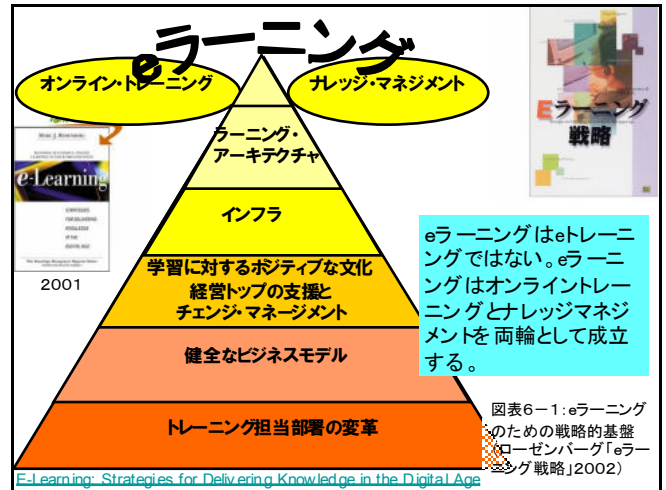 eラーニング
オンライン・トレーニング
ナレッジ・マネジメント
ラーニング・
アーキテクチャ
インフラ
学習に対するポジティブな文化
経営トップの支援と
チェンジ・マネージメント
健全なビジネスモデル
トレーニング担当部署の変革
e-Learning
2001
Eラーニング
戦略
eラーニングはeトレーニ
ングではない。eラーニ
ングはオンライントレー
ニングとナレッジマネジ
メントを両輪として成立
する。
図表6-1:eラーニング
のための戦略的基盤
(ローゼンバーグ「eラー
ニング戦略」2002)
E-Learning: Strategies for Delivering Knowledge in the Digital Age